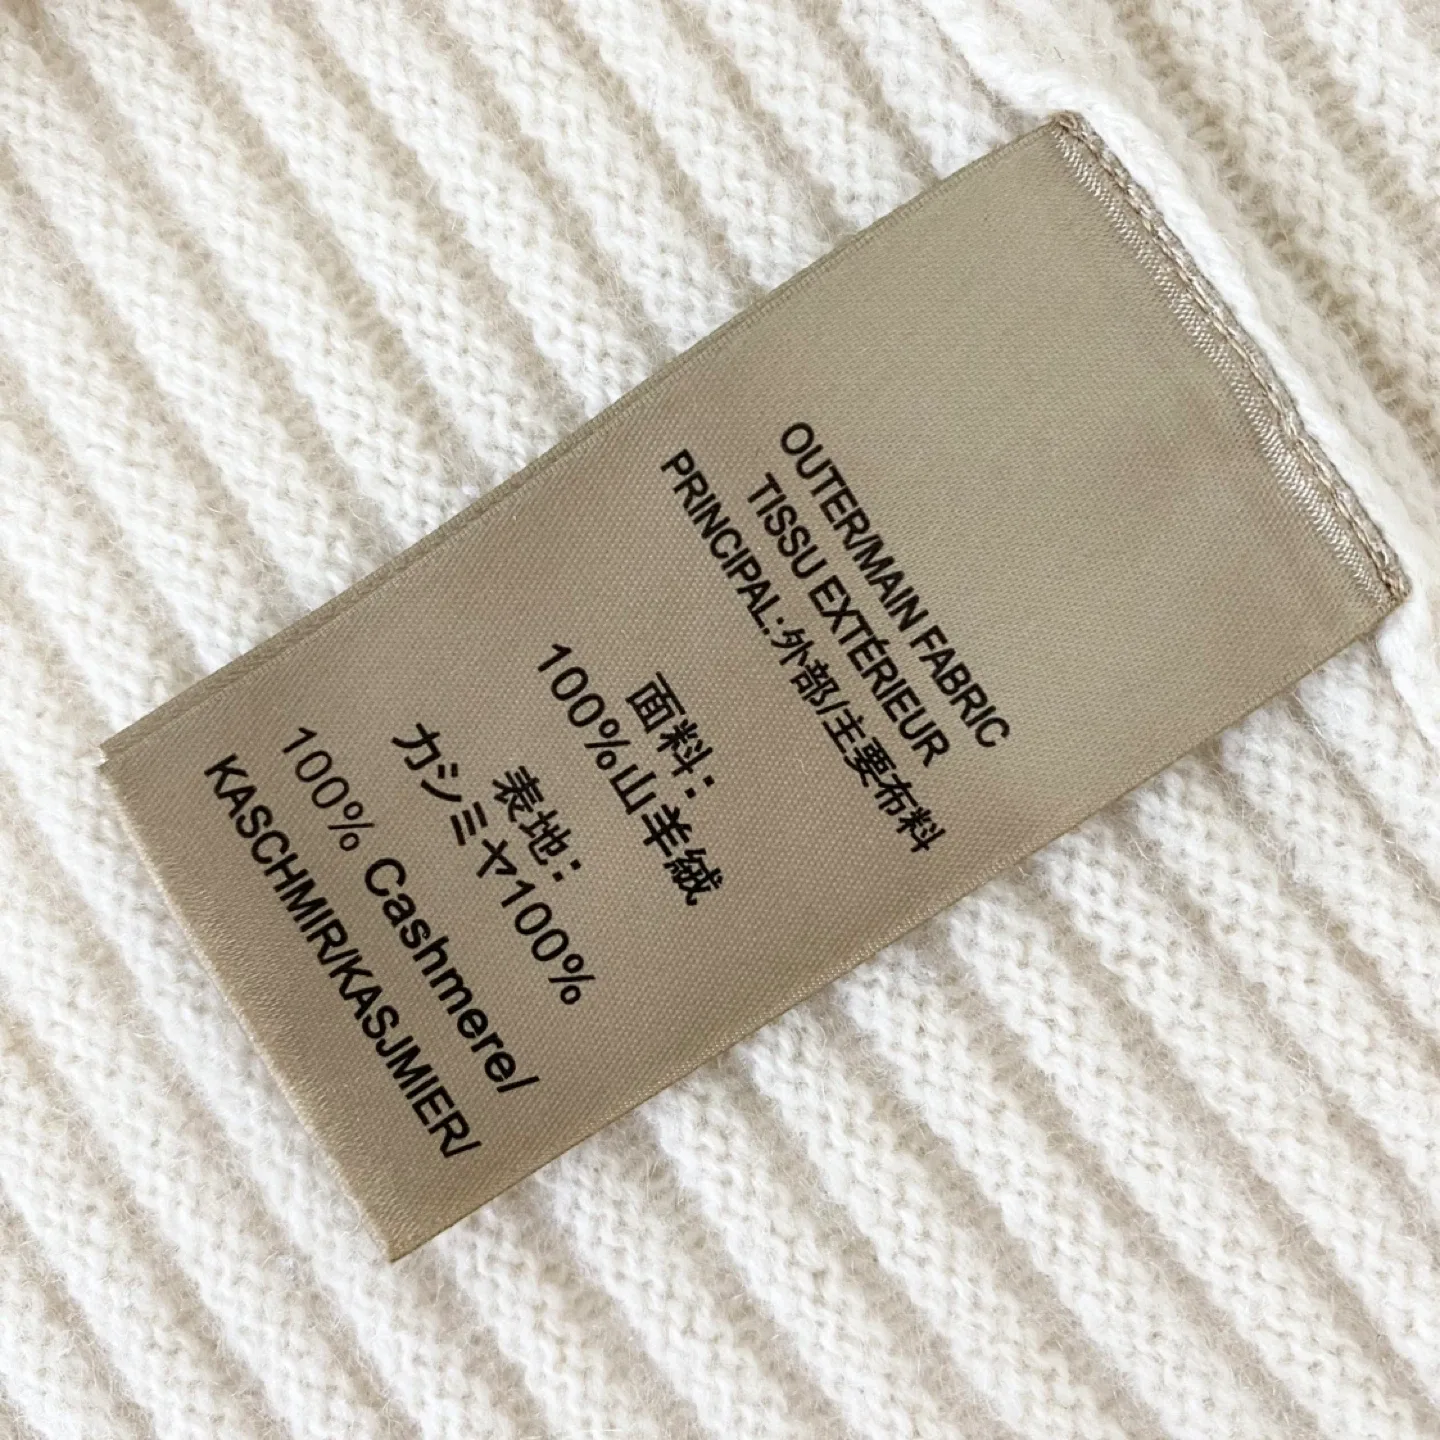 OUTER/MAIN FABRIC
TISSU EXTÉRIEUR
PRINCIPAL:外部/主要布料
面料:
100%山羊绒
表地:
カシミヤ100%
100% Cashmere/
KASCHMIR/KASJMIER/